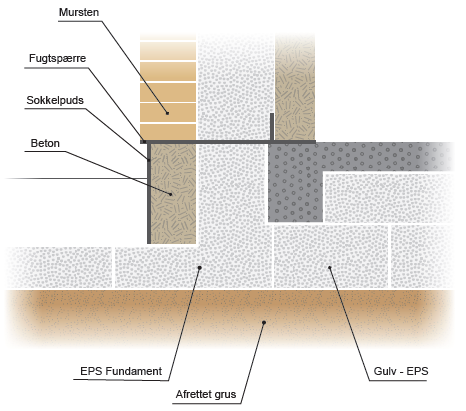 Mursten
Fugtspærre
Sokkelpuds
Beton
EPS Fundament
Gulv - EPS
Afrettet grus